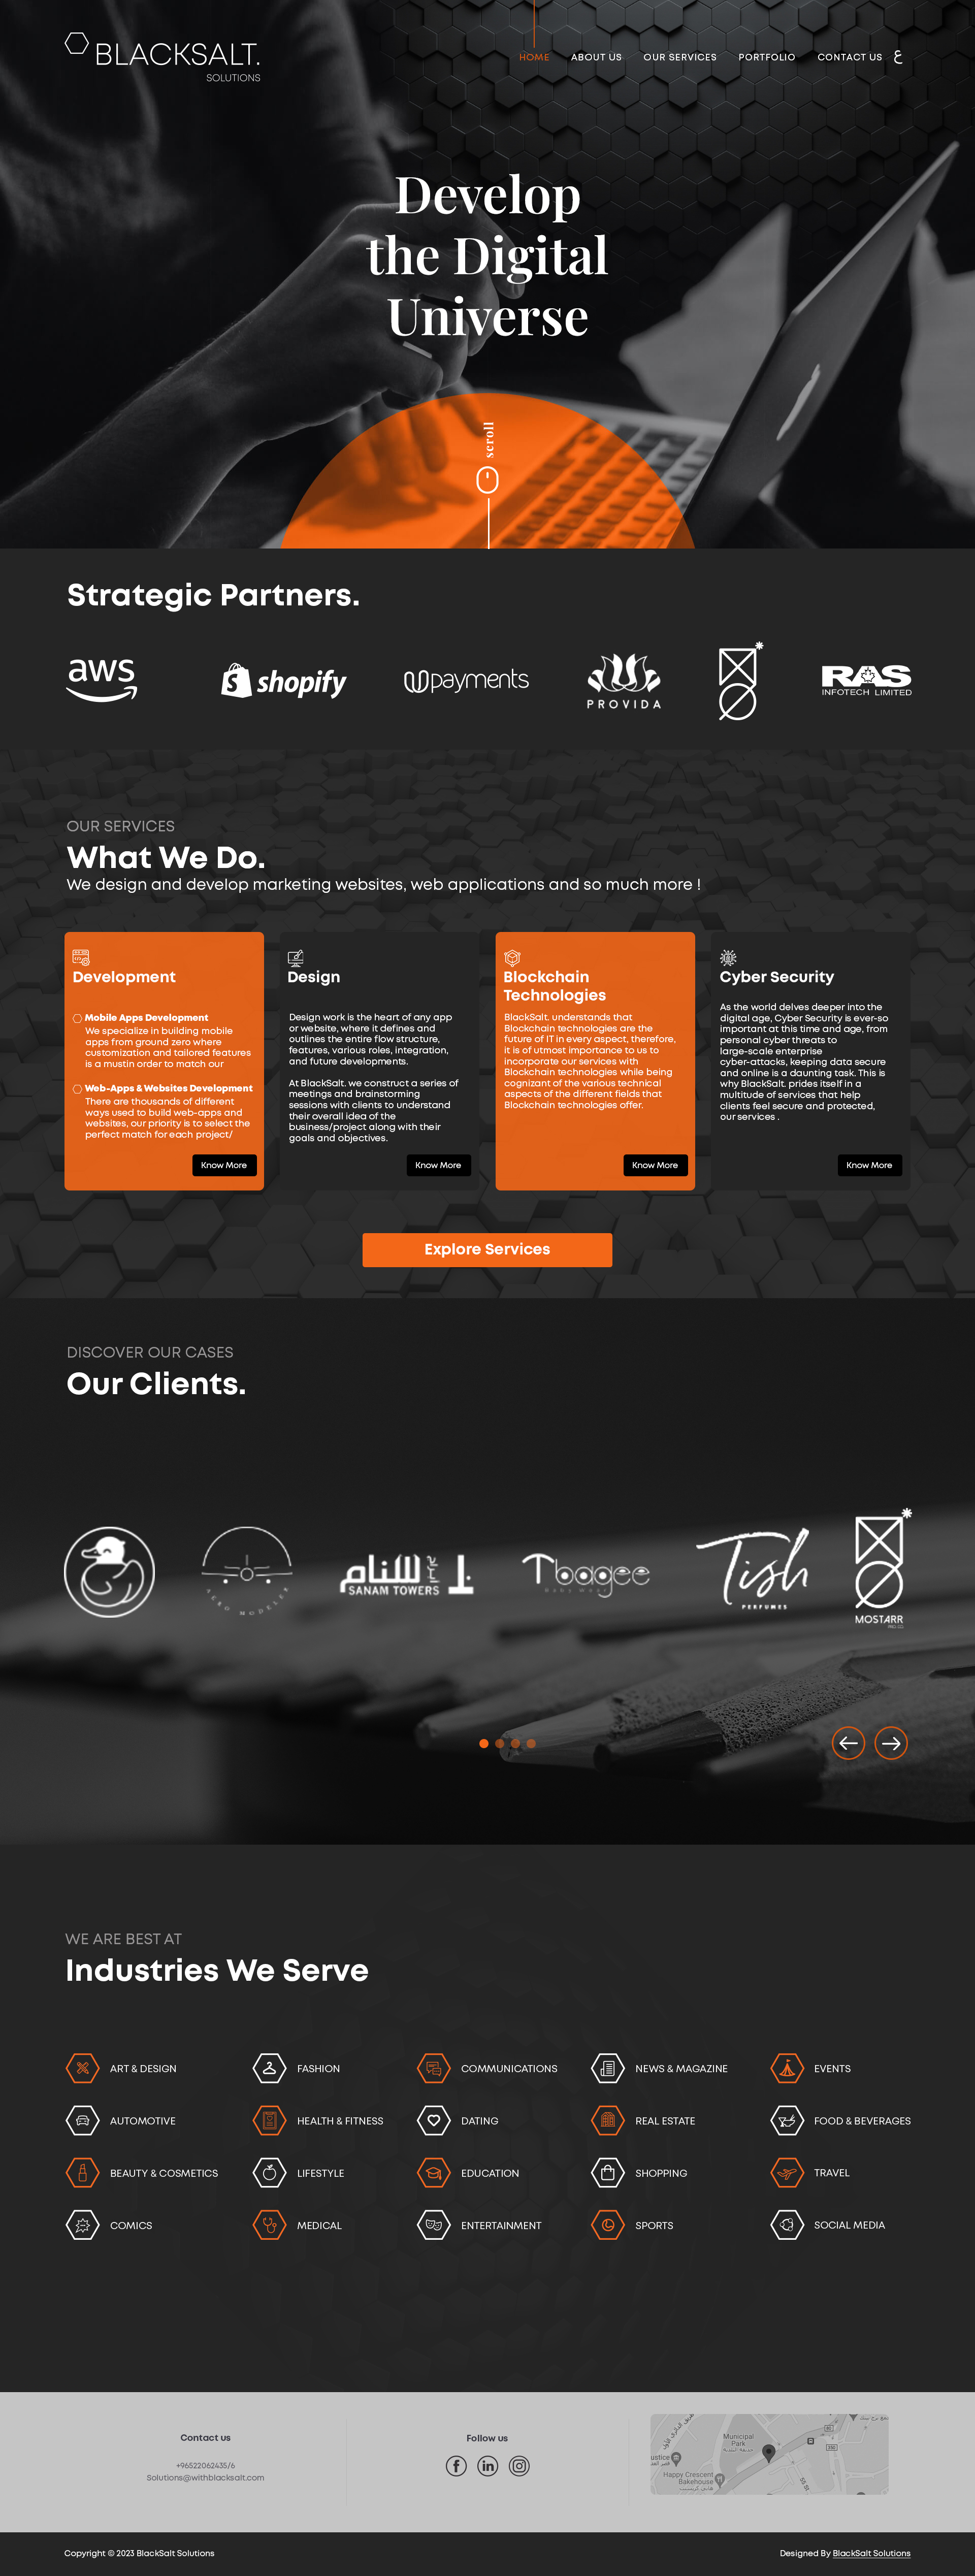 BLACKSALT.
SOLUTIONS
HOME ABOUT US OUR SERVICES PORTFOLIO CONTACT US ع
Develop
the Digital
Universe
scroll
Strategic Partners.
aws shopify payments PROVIDA RAS
INFOTECH LIMITED
OUR SERVICES
What We Do.
We design and develop marketing websites, web applications and so much more !
Development
Mobile Apps Development
We specialize in building mobile
apps from ground zero where
customization and tailored features
is a mustin order to match our
Web-Apps & Websites Development
There are thousands of different
ways used to build web-apps and
websites, our priority is to select the
perfect match for each project/
Know More
Design
Design work is the heart of any app
or website, where it defines and
outlines the entire flow structure,
features, various roles, integration,
and future developments.
At BlackSalt. we construct a series of
meetings and brainstorming
sessions with clients to understand
their overall idea of the
business/project along with their
goals and objectives.
Know More
Blockchain
Technologies
BlackSalt. understands that
Blockchain technologies are the
future of IT in every aspect, therefore,
it is of utmost importance to us to
incorporate our services with
Blockchain technologies while being
cognizant of the various technical
aspects of the different fields that
Blockchain technologies offer.
Know More
Cyber Security
As the world delves deeper into the
digital age, Cyber Security is ever-so
important at this time and age, from
personal cyber threats to
large-scale enterprise
cyber-attacks, keeping data secure
and online is a daunting task. This is
why BlackSalt. prides itself in a
multitude of services that help
clients feel secure and protected,
our services .
Know More
Explore Services
DISCOVER OUR CASES
Our Clients.
AERO MODELER
سنام
SANAM TOWERS
Tbagee
Tish
PERFUMES
MOSTARR
WE ARE BEST AT
Industries We Serve
ART & DESIGN FASHION COMMUNICATIONS NEWS & MAGAZINE EVENTS
AUTOMOTIVE HEALTH & FITNESS DATING REAL ESTATE FOOD & BEVERAGES
BEAUTY & COSMETICS LIFESTYLE EDUCATION SHOPPING TRAVEL
COMICS MEDICAL ENTERTAINMENT SPORTS SOCIAL MEDIA
Contact us
+96522062435/6
Solutions@withblacksalt.com
Follow us
Municipal
Park
ustice
Happy Crescent
Bakehouse
55 St
Copyright © 2023 BlackSalt Solutions
Designed By BlackSalt Solutions